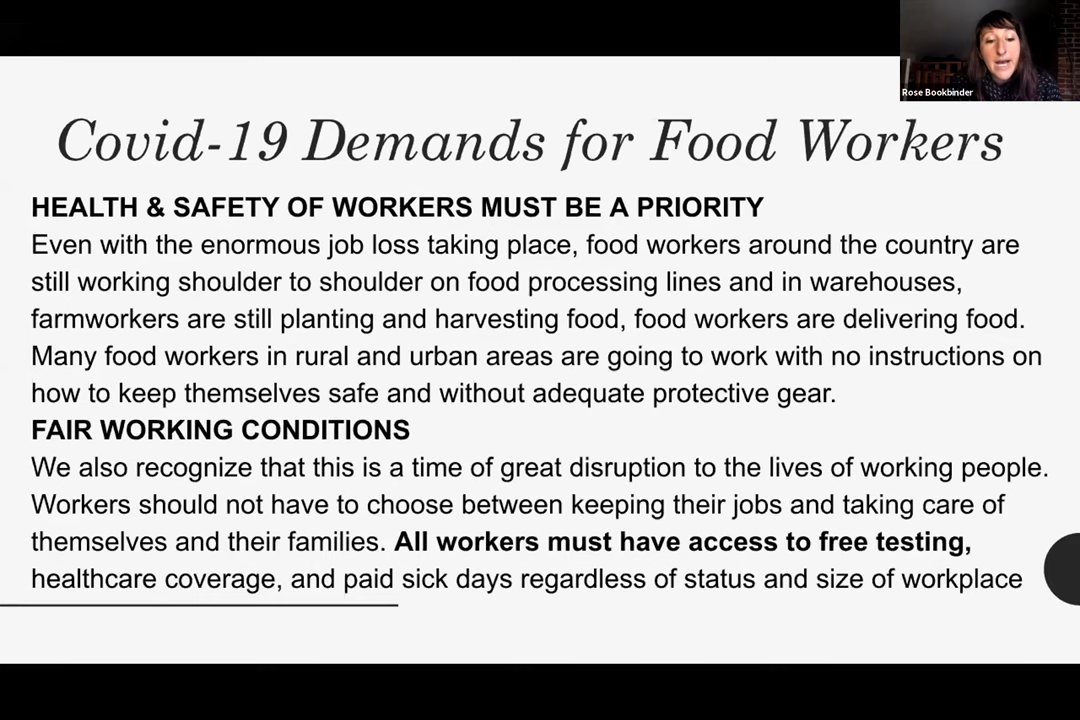 Rose Bookbinder
Covid-19 Demands for Food Workers
HEALTH & SAFETY OF WORKERS MUST BE A PRIORITY
Even with the enormous job loss taking place, food workers around the country are
still working shoulder to shoulder on food processing lines and in warehouses,
farmworkers are still planting and harvesting food, food workers are delivering food.
Many food workers in rural and urban areas are going to work with no instructions on
how to keep themselves safe and without adequate protective gear.
FAIR WORKING CONDITIONS
We also recognize that this is a time of great disruption to the lives of working people.
Workers should not have to choose between keeping their jobs and taking care of
themselves and their families. All workers must have access to free testing,
healthcare coverage, and paid sick days regardless of status and size of workplace